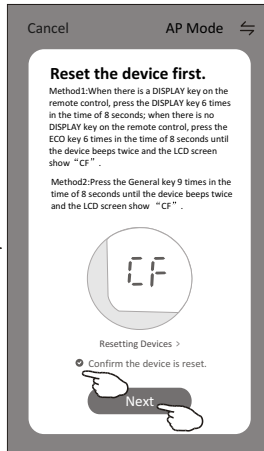 Cancel AP Mode
Reset the device first.
Method1:When there is a DISPLAY key on the
remote control, press the DISPLAY key 6 times
in the time of 8 seconds; when there is no
DISPLAY key on the remote control, press the
ECO key 6 times in the time of 8 seconds until
the device beeps twice and the LCD screen
show “CF”.
Method2:Press the General key 9 times in the
time of 8 seconds until the device beeps twice
and the LCD screen show “CF”.
CF
Resetting Devices >
Confirm the device is reset.
Next